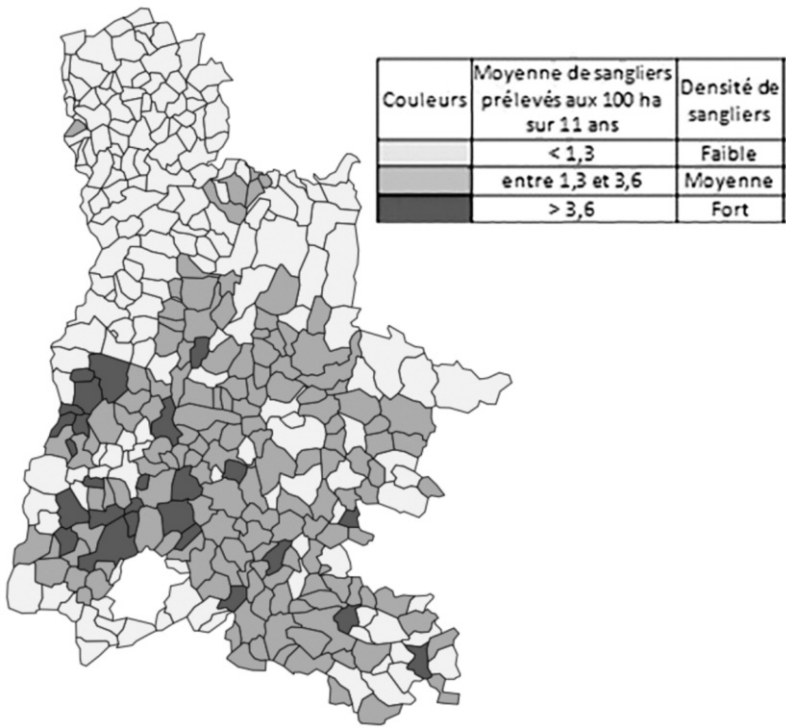 Couleurs Moyenne de sangliers prélevés aux 100 ha sur 11 ans Densité de sangliers
< 1,3 Faible
entre 1,3 et 3,6 Moyenne
> 3,6 Fort